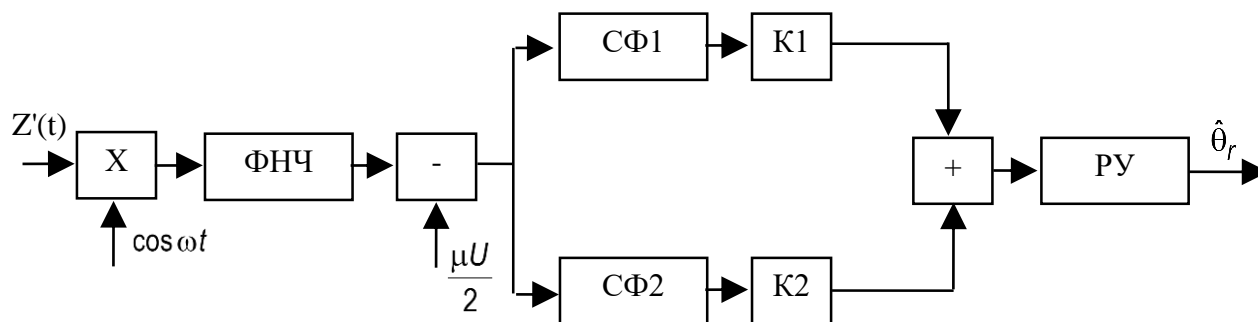 СФ1
К1
Z'(t)
X
ФНЧ
-
+
РУ
θ̂r
cos ωt
μU
2
СФ2
К2